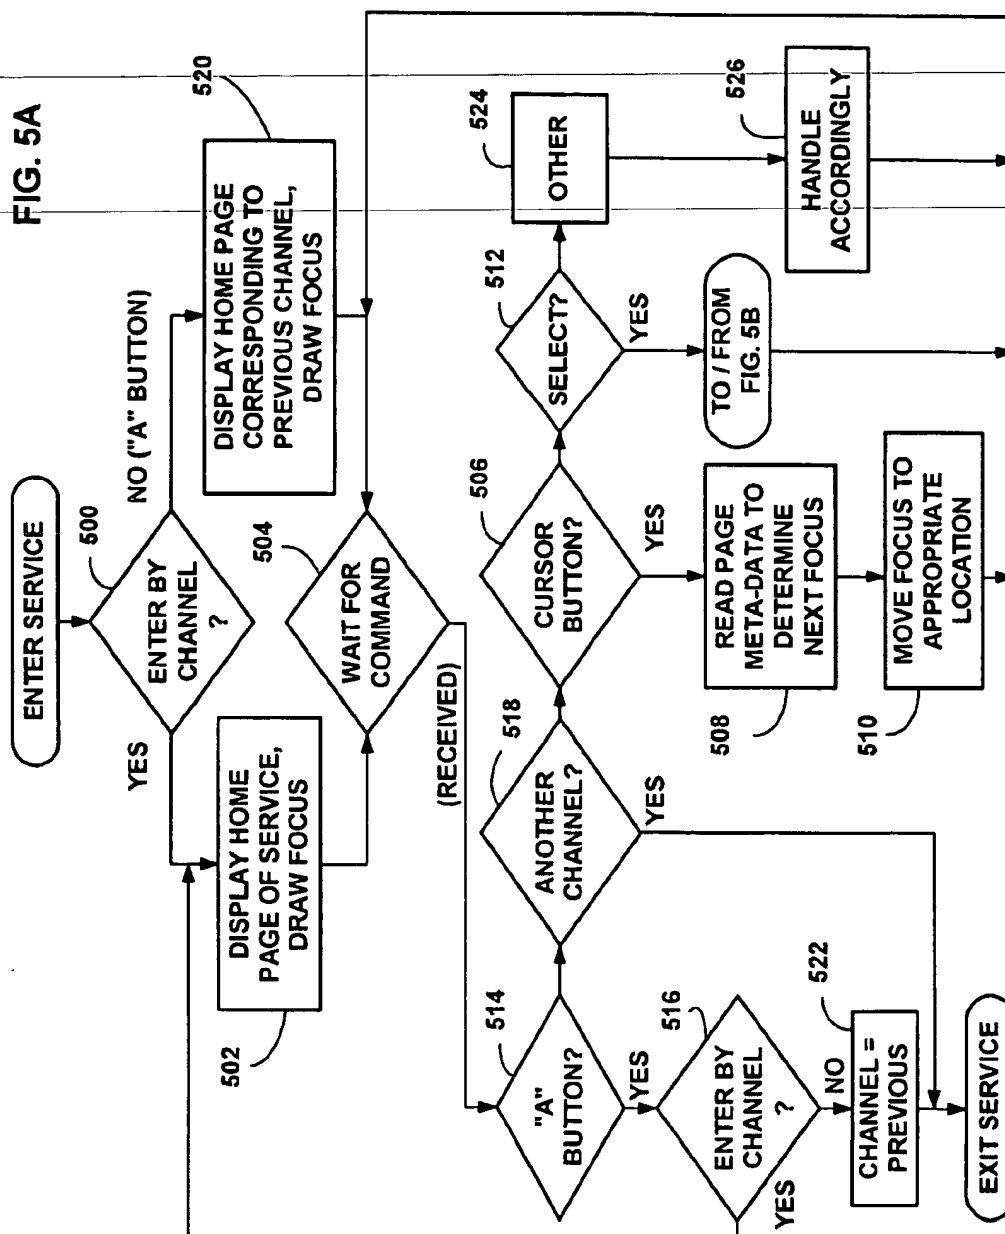 FIG. 5A
ENTER SERVICE
500
ENTER BY
CHANNEL
?
YES
NO ("A" BUTTON)
520
DISPLAY HOME PAGE
CORRESPONDING TO
PREVIOUS CHANNEL,
DRAW FOCUS
DISPLAY HOME
PAGE OF SERVICE,
DRAW FOCUS
502
504
WAIT FOR
COMMAND
(RECEIVED)
514
"A"
BUTTON?
YES
518
ANOTHER
CHANNEL?
YES
506
CURSOR
BUTTON?
YES
512
SELECT?
YES
524
OTHER
516
ENTER BY
CHANNEL
?
YES
NO
522
CHANNEL =
PREVIOUS
EXIT SERVICE
READ PAGE
META-DATA TO
DETERMINE
NEXT FOCUS
508
MOVE FOCUS TO
APPROPRIATE
LOCATION
510
TO / FROM
FIG. 5B
526
HANDLE
ACCORDINGLY